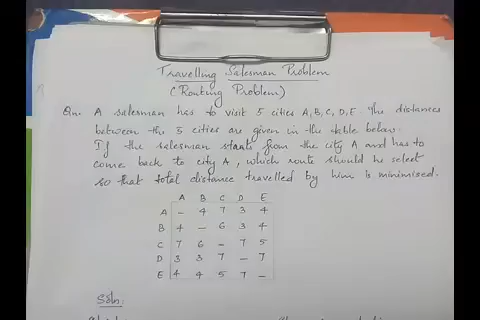 Travelling Salesman Problem
(Routing Problem)
Qn. A salesman has to visit 5 cities A, B, C, D, E. The distances
between the 5 cities are given in the table below.
If the salesman start from the city A and has to
come back to city A, which route should he select
so that total distance travelled by him is minimised.
A B C D E
A - 4 7 3 4
B 4 - 6 3 4
C 7 6 - 7 5
D 3 3 7 - 7
E 4 4 5 7 -
Soln: